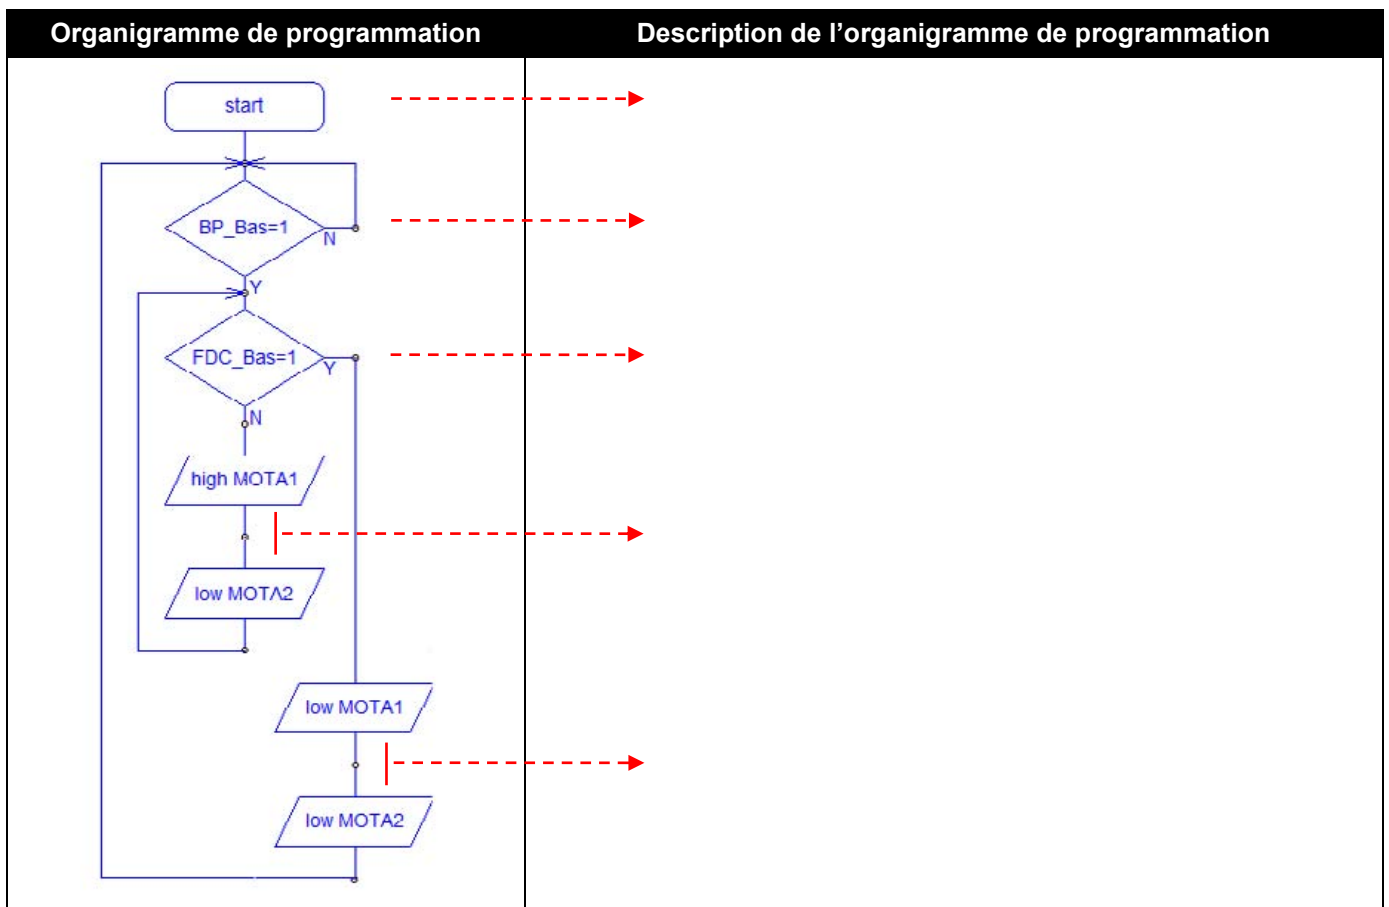 Organigramme de programmation
Description de l’organigramme de programmation
start
BP_Bas=1
N
Y
FDC_Bas=1
Y
N
high MOTA1
low MOTA2
low MOTA1
low MOTA2